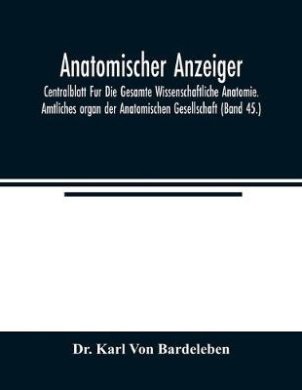 Anatomischer Anzeiger
Centralblatt Fur Die Gesamte Wissenschaftliche Anatomie.
Amtliches organ der Anatomischen Gesellschaft (Band 45.)
Dr. Karl Von Bardeleben